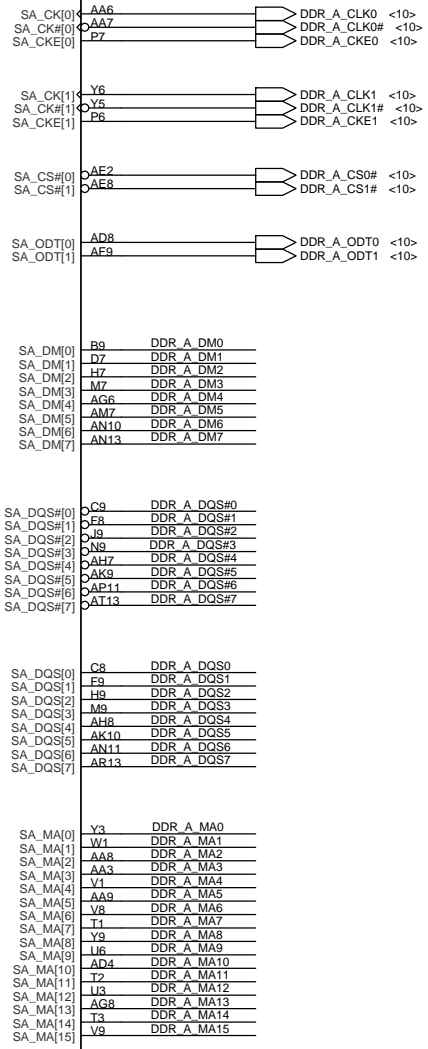 SA_CK[0] AA6 DDR_A_CLK0 <10>
SA_CK#[0] AA7 DDR_A_CLK0# <10>
SA_CKE[0] P7 DDR_A_CKE0 <10>
SA_CK[1] Y6 DDR_A_CLK1 <10>
SA_CK#[1] Y5 DDR_A_CLK1# <10>
SA_CKE[1] P6 DDR_A_CKE1 <10>
SA_CS#[0] AE2 DDR_A_CS0# <10>
SA_CS#[1] AE8 DDR_A_CS1# <10>
SA_ODT[0] AD8 DDR_A_ODT0 <10>
SA_ODT[1] AF9 DDR_A_ODT1 <10>
SA_DM[0] B9 DDR_A_DM0
SA_DM[1] D7 DDR_A_DM1
SA_DM[2] H7 DDR_A_DM2
SA_DM[3] M7 DDR_A_DM3
SA_DM[4] AG6 DDR_A_DM4
SA_DM[5] AM7 DDR_A_DM5
SA_DM[6] AN10 DDR_A_DM6
SA_DM[7] AN13 DDR_A_DM7
SA_DQS#[0] C9 DDR_A_DQS#0
SA_DQS#[1] F8 DDR_A_DQS#1
SA_DQS#[2] J9 DDR_A_DQS#2
SA_DQS#[3] N9 DDR_A_DQS#3
SA_DQS#[4] AH7 DDR_A_DQS#4
SA_DQS#[5] AK9 DDR_A_DQS#5
SA_DQS#[6] AP11 DDR_A_DQS#6
SA_DQS#[7] AT13 DDR_A_DQS#7
SA_DQS[0] C8 DDR_A_DQS0
SA_DQS[1] F9 DDR_A_DQS1
SA_DQS[2] H9 DDR_A_DQS2
SA_DQS[3] M9 DDR_A_DQS3
SA_DQS[4] AH8 DDR_A_DQS4
SA_DQS[5] AK10 DDR_A_DQS5
SA_DQS[6] AN11 DDR_A_DQS6
SA_DQS[7] AR13 DDR_A_DQS7
SA_MA[0] Y3 DDR_A_MA0
SA_MA[1] W1 DDR_A_MA1
SA_MA[2] AA8 DDR_A_MA2
SA_MA[3] AA3 DDR_A_MA3
SA_MA[4] V1 DDR_A_MA4
SA_MA[5] AA9 DDR_A_MA5
SA_MA[6] V8 DDR_A_MA6
SA_MA[7] T1 DDR_A_MA7
SA_MA[8] Y9 DDR_A_MA8
SA_MA[9] U6 DDR_A_MA9
SA_MA[10] AD4 DDR_A_MA10
SA_MA[11] T2 DDR_A_MA11
SA_MA[12] U3 DDR_A_MA12
SA_MA[13] AG8 DDR_A_MA13
SA_MA[14] T3 DDR_A_MA14
SA_MA[15] V9 DDR_A_MA15